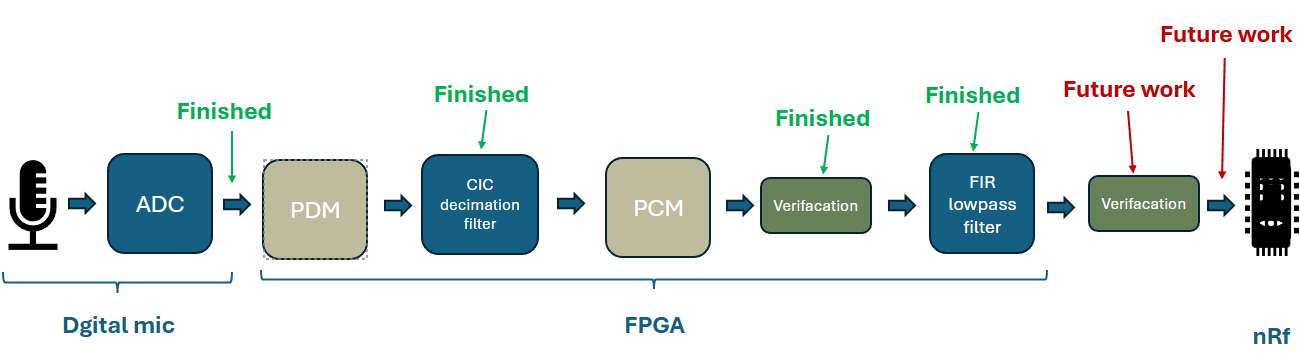 Future work
Finished
Finished
Finished
Finished
Future work
ADC
PDM
CIC
decimation
filter
PCM
Verifacation
FIR
lowpass
filter
Verifacation
Dgital mic
FPGA
nRf